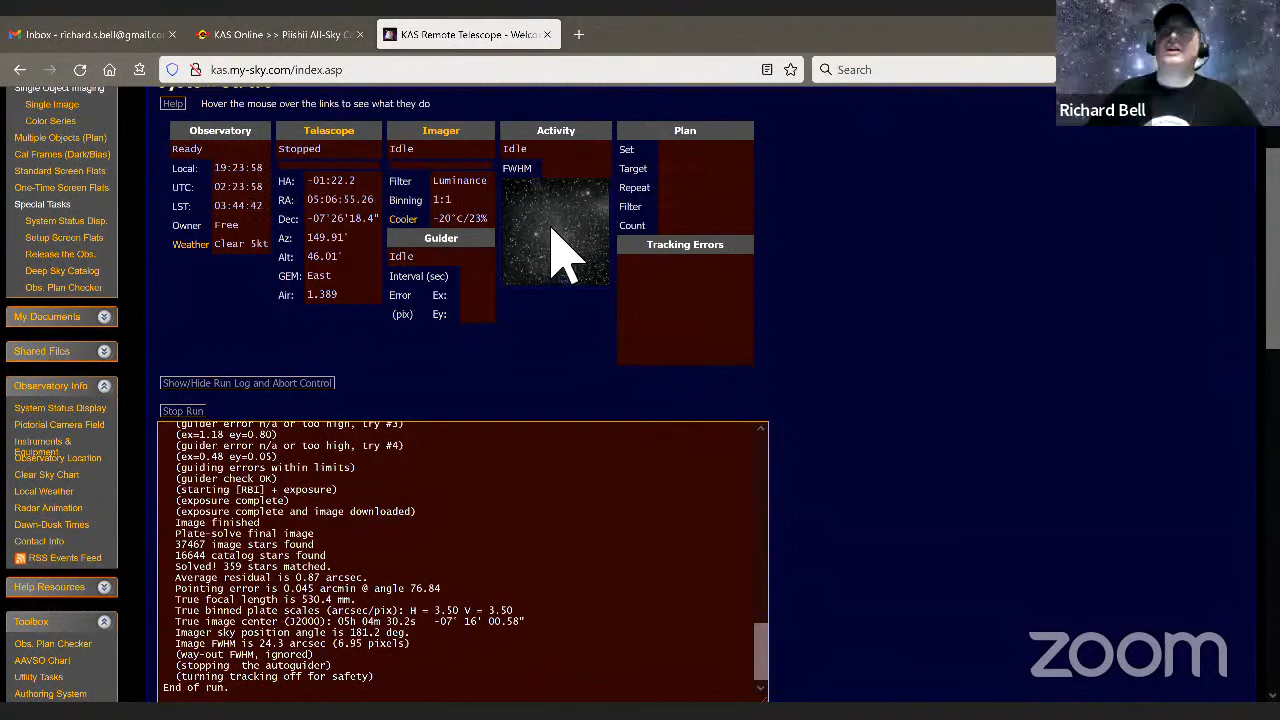 Inbox - richard.s.bell@gmail.co
KAS Online >> Piishii All-Sky C
KAS Remote Telescope - Welco
kas.my-sky.com/index.asp
Search
Richard Bell
Single Object Imaging
Single Image
Color Series
Multiple Objects (Plan)
Cal Frames (Dark/Bias)
Standard Screen Flats
One-Time Screen Flats
Special Tasks
System Status Disp.
Setup Screen Flats
Release the Obs.
Deep Sky Catalog
Obs. Plan Checker
My Documents
Shared Files
Observatory Info
System Status Display
Pictorial Camera Field
Instruments &
Equipment
Observatory Location
Clear Sky Chart
Local Weather
Radar Animation
Dawn-Dusk Times
Contact Info
RSS Events Feed
Help Resources
Toolbox
Obs. Plan Checker
AAVSO Chart
Utility Tasks
Authoring System
Help Hover the mouse over the links to see what they do
Observatory Telescope Imager Activity Plan
Ready Stopped Idle Idle Set
Local: 19:23:58 FWHM Target
HA: -01:22.2 Filter Luminance Repeat
UTC: 02:23:58 RA: 05:06:55.26 Binning 1:1 Filter
LST: 03:44:42 Dec: -07°26'18.4" Cooler -20°C/23% Count
Owner Free Az: 149.91° Guider Tracking Errors
Weather Clear 5kt Alt: 46.01° Idle
GEM: East Interval (sec)
Air: 1.389 Error Ex:
(pix) Ey:
Show/Hide Run Log and Abort Control
Stop Run
(guider error n/a or too high, try #3)
(ex=1.18 ey=0.80)
(guider error n/a or too high, try #4)
(ex=0.48 ey=0.05)
(guiding errors within limits)
(guider check OK)
(starting [RBI] + exposure)
(exposure complete)
(exposure complete and image downloaded)
Image finished
Plate-solve final image
37467 image stars found
16644 catalog stars found
Solved! 359 stars matched.
Average residual is 0.87 arcsec.
Pointing error is 0.045 arcmin @ angle 76.84
True focal length is 530.4 mm.
True binned plate scales (arcsec/pix): H = 3.50 V = 3.50
True image center (J2000): 05h 04m 30.2s -07° 16' 00.58"
Imager sky position angle is 181.2 deg.
Image FWHM is 24.3 arcsec (6.95 pixels)
(way-out FWHM, ignored)
(stopping the autoguider)
(turning tracking off for safety)
End of run.
zoom